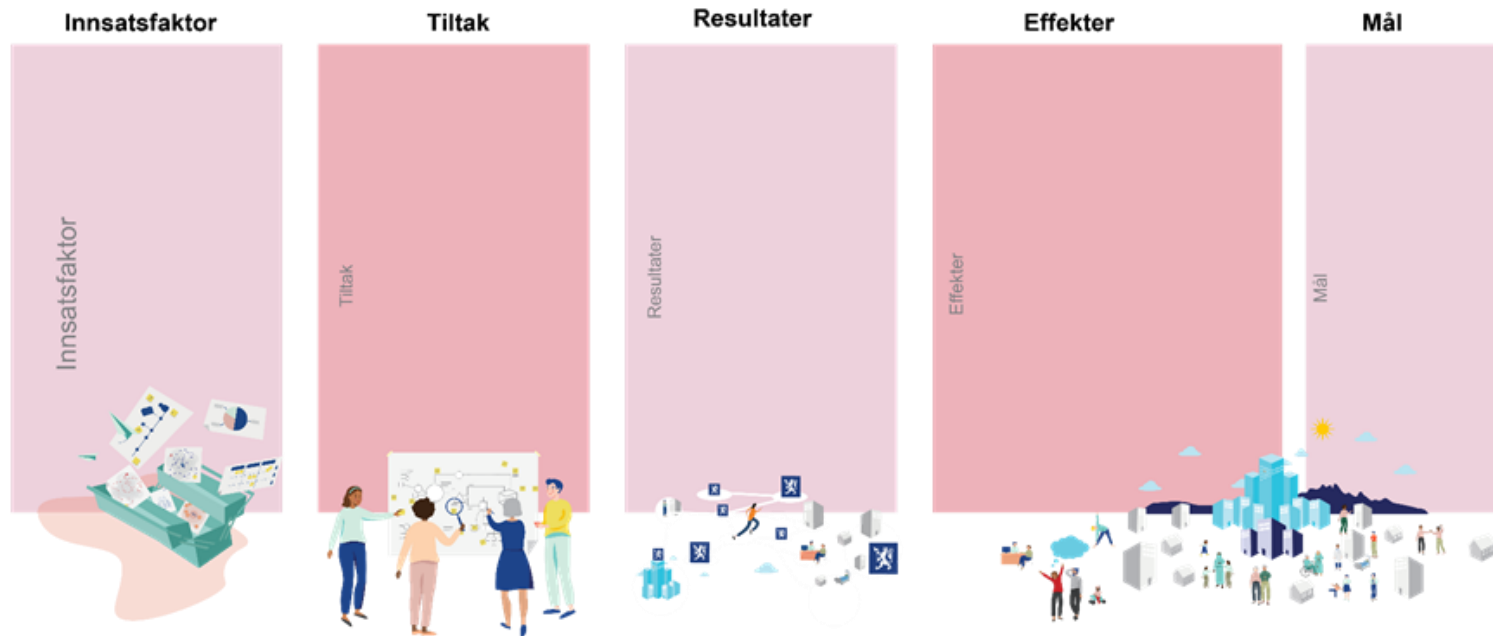 Innsatsfaktor
Tiltak
Resultater
Effekter
Mål
Innsatsfaktor
Tiltak
Resultater
Effekter
Mål